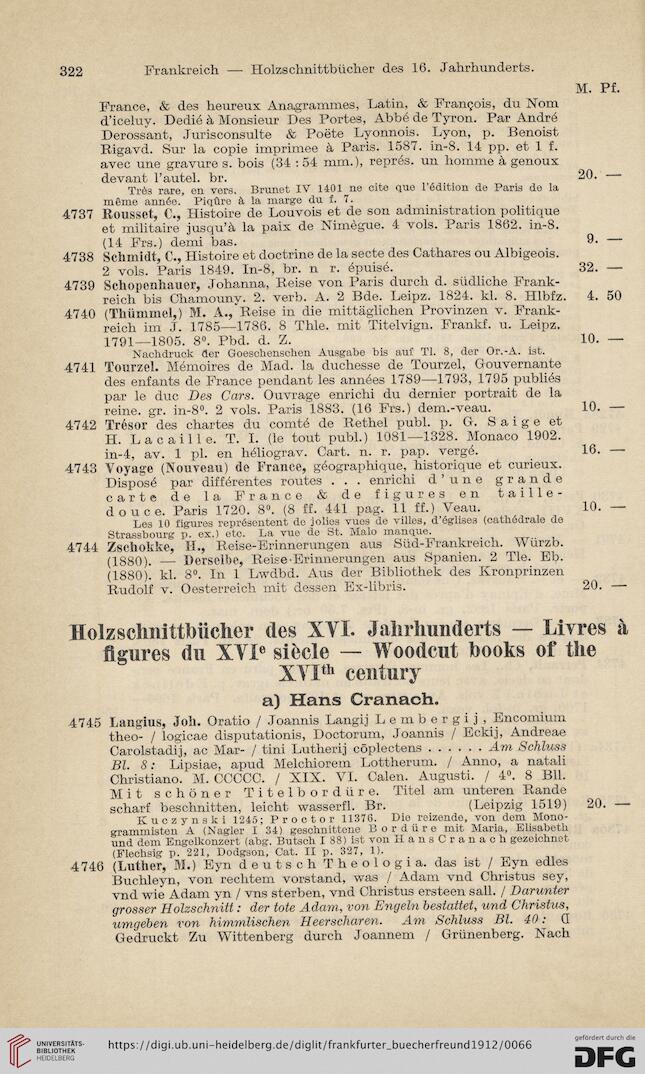 322 Frankreich — Holzschnittbücher des 16. Jahrhunderts.
M. Pf.
France, & des heureux Anagrammes, Latin, & François, du Nom
d'iceluy. Dedié à Monsieur Des Portes, Abbé de Tyron. Par André
Derossant, Jurisconsulte & Poëte Lyonnois. Lyon, p. Benoist
Rigavd. Sur la copie imprimee à Paris. 1587. in-8. 14 pp. et 1 f.
avec une gravure s. bois (34 : 54 mm.), représ. un homme à genoux
devant l'autel. br. 20. —
Très rare, en vers. Brunet IV 1401 ne cite que l'édition de Paris de la
même année. Piqûre à la marge du f. 7.
4737 Rousset, C., Histoire de Louvois et de son administration politique
et militaire jusqu'à la paix de Nimègue. 4 vols. Paris 1862. in-8.
(14 Frs.) demi bas. 9. —
4738 Schmidt, C., Histoire et doctrine de la secte des Cathares ou Albigeois.
2 vols. Paris 1849. In-8, br. n r. épuisé. 32. —
4739 Schopenhauer, Johanna, Reise von Paris durch d. südliche Frank-
reich bis Chamouny. 2. verb. A. 2 Bde. Leipz. 1824. kl. 8. Hlbfz. 4. 50
4740 (Thümmel,) M. A., Reise in die mittäglichen Provinzen v. Frank-
reich im J. 1785—1786. 8 Thle. mit Titelvign. Frankf. u. Leipz.
1791—1805. 8⁰. Pbd. d. Z. 10. —
Nachdruck der Goeschenschen Ausgabe bis auf Tl. 8, der Or.-A. ist.
4741 Tourzel. Mémoires de Mad. la duchesse de Tourzel, Gouvernante
des enfants de France pendant les années 1789—1793, 1795 publiés
par le duc Des Cars. Ouvrage enrichi du dernier portrait de la
reine. gr. in-8⁰. 2 vols. Paris 1883. (16 Frs.) dem.-veau. 10. —
4742 Trésor des chartes du comté de Rethel publ. p. G. Saige et
H. Lacaille. T. I. (le tout publ.) 1081—1328. Monaco 1902.
in-4, av. 1 pl. en héliograv. Cart. n. r. pap. vergé. 16. —
4743 Voyage (Nouveau) de France, géographique, historique et curieux.
Disposé par différentes routes . . . enrichi d'une grande
carte de la France & de figures en taille-
douce. Paris 1720. 8⁰. (8 ff. 441 pag. 11 ff.) Veau. 10. —
Les 10 figures représentent de jolies vues de villes, d'églises (cathédrale de
Strassbourg p. ex.) etc. La vue de St. Malo manque.
4744 Zschokke, H., Reise-Erinnerungen aus Süd-Frankreich. Würzb.
(1880). — Derselbe, Reise-Erinnerungen aus Spanien. 2 Tle. Eb.
(1880). kl. 8⁰. In 1 Lwdbd. Aus der Bibliothek des Kronprinzen
Rudolf v. Oesterreich mit dessen Ex-libris. 20. —
Holzschnittbücher des XVI. Jahrhunderts — Livres à
figures du XVIᵉ siècle — Woodcut books of the
XVIᵗʰ century
a) Hans Cranach.
4745 Langius, Joh. Oratio / Joannis Langij Lembergij, Encomium
theo- / logicae disputationis, Doctorum, Joannis / Eckij, Andreae
Carolstadij, ac Mar- / tini Lutherij cōplectens . . . . . . Am Schluss
Bl. 8: Lipsiae, apud Melchiorem Lottherum. / Anno, a natali
Christiano. M. CCCCC. / XIX. VI. Calen. Augusti. / 4⁰. 8 Bll.
Mit schöner Titelbordüre. Titel am unteren Rande
scharf beschnitten, leicht wasserfl. Br. (Leipzig 1519) 20. —
Kuczynski 1245; Proctor 11376. Die reizende, von dem Mono-
grammisten A (Nagler I 34) geschnittene Bordüre mit Maria, Elisabeth
und dem Engelkonzert (abg. Butsch I 88) ist von Hans Cranach gezeichnet
(Flechsig p. 221, Dodgson, Cat. II p. 327, 1).
4746 (Luther, M.) Eyn deutsch Theologia. das ist / Eyn edles
Buchleyn, von rechtem vorstand, was / Adam vnd Christus sey,
vnd wie Adam yn / vns sterben, vnd Christus ersteen sall. / Darunter
grosser Holzschnitt: der tote Adam, von Engeln bestattet, und Christus,
umgeben von himmlischen Heerscharen. Am Schluss Bl. 40: ₵
Gedruckt Zu Wittenberg durch Joannem / Grünenberg. Nach
UNIVERSITÄTS-
BIBLIOTHEK
HEIDELBERG
https://digi.ub.uni-heidelberg.de/diglit/frankfurter_buecherfreund1912/0066
gefördert durch die
DFG